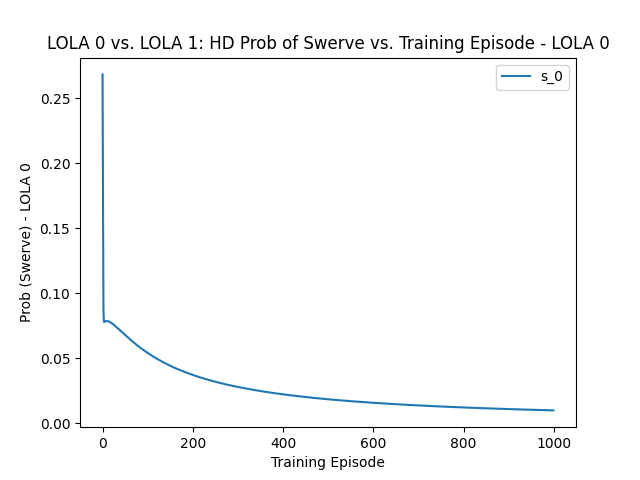 LOLA 0 vs. LOLA 1: HD Prob of Swerve vs. Training Episode - LOLA 0
s_0
Prob (Swerve) - LOLA 0
0.25
0.20
0.15
0.10
0.05
0.00
0 200 400 600 800 1000
Training Episode